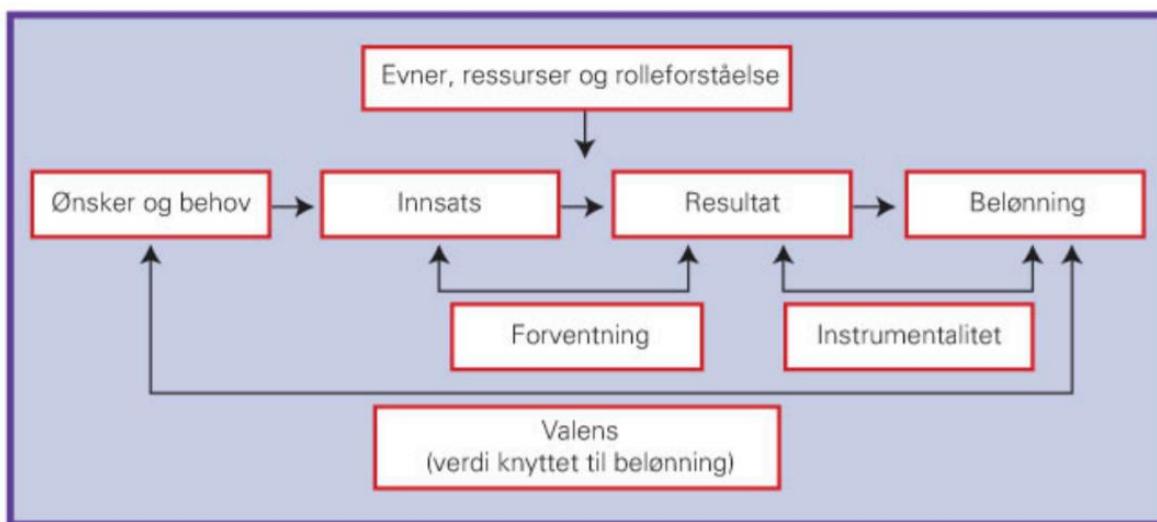 Evner, ressurser og rolleforståelse
Ønsker og behov
Innsats
Resultat
Belønning
Forventning
Instrumentalitet
Valens
(verdi knyttet til belønning)